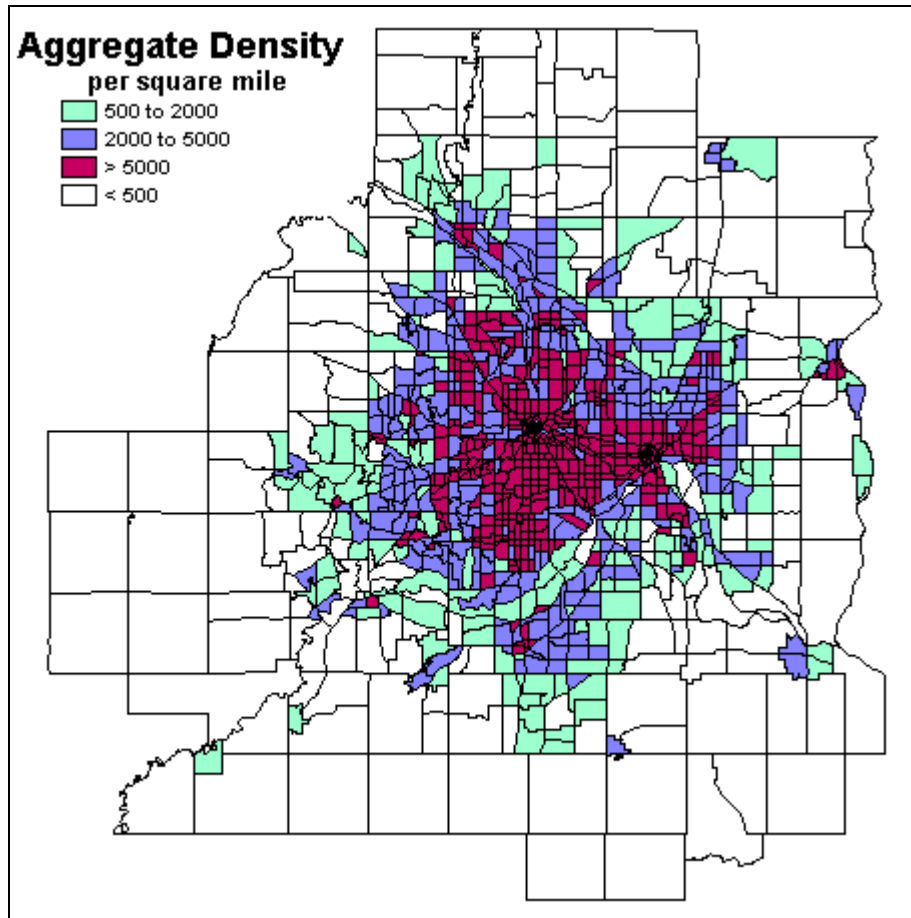 Aggregate Density
per square mile
500 to 2000
2000 to 5000
> 5000
< 500